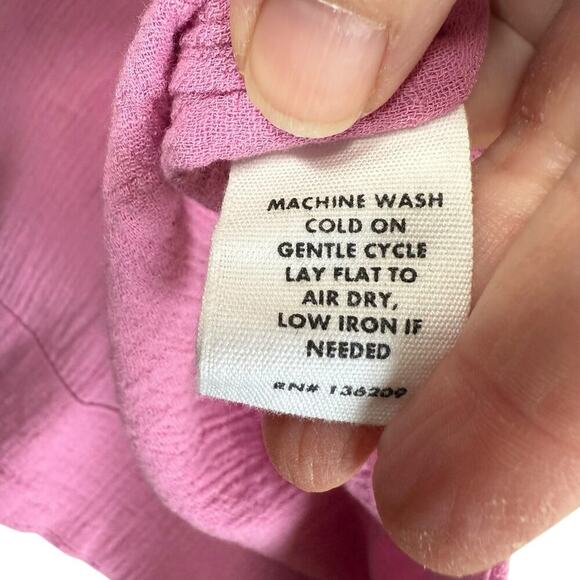 MACHINE WASH
COLD ON
GENTLE CYCLE
LAY FLAT TO
AIR DRY,
LOW IRON IF
NEEDED
RN# 136209